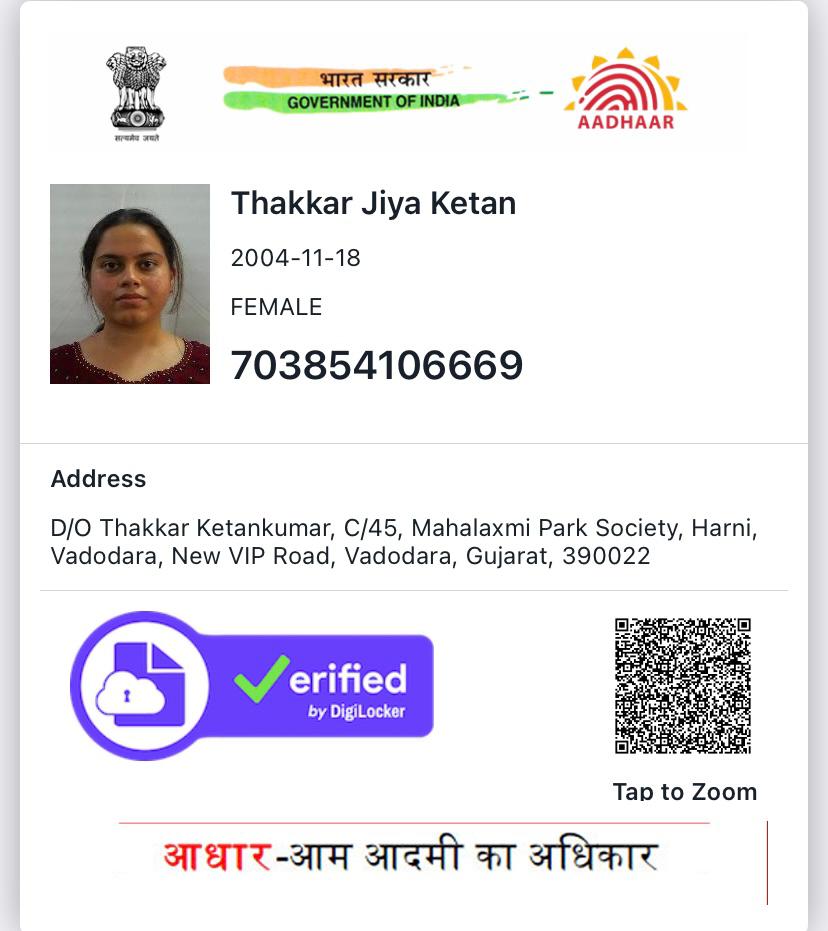 भारत सरकार
GOVERNMENT OF INDIA
सत्यमेव जयते
AADHAAR
Thakkar Jiya Ketan
2004-11-18
FEMALE
703854106669
Address
D/O Thakkar Ketankumar, C/45, Mahalaxmi Park Society, Harni,
Vadodara, New VIP Road, Vadodara, Gujarat, 390022
Verified
by DigiLocker
Tap to Zoom
आधार-आम आदमी का अधिकार